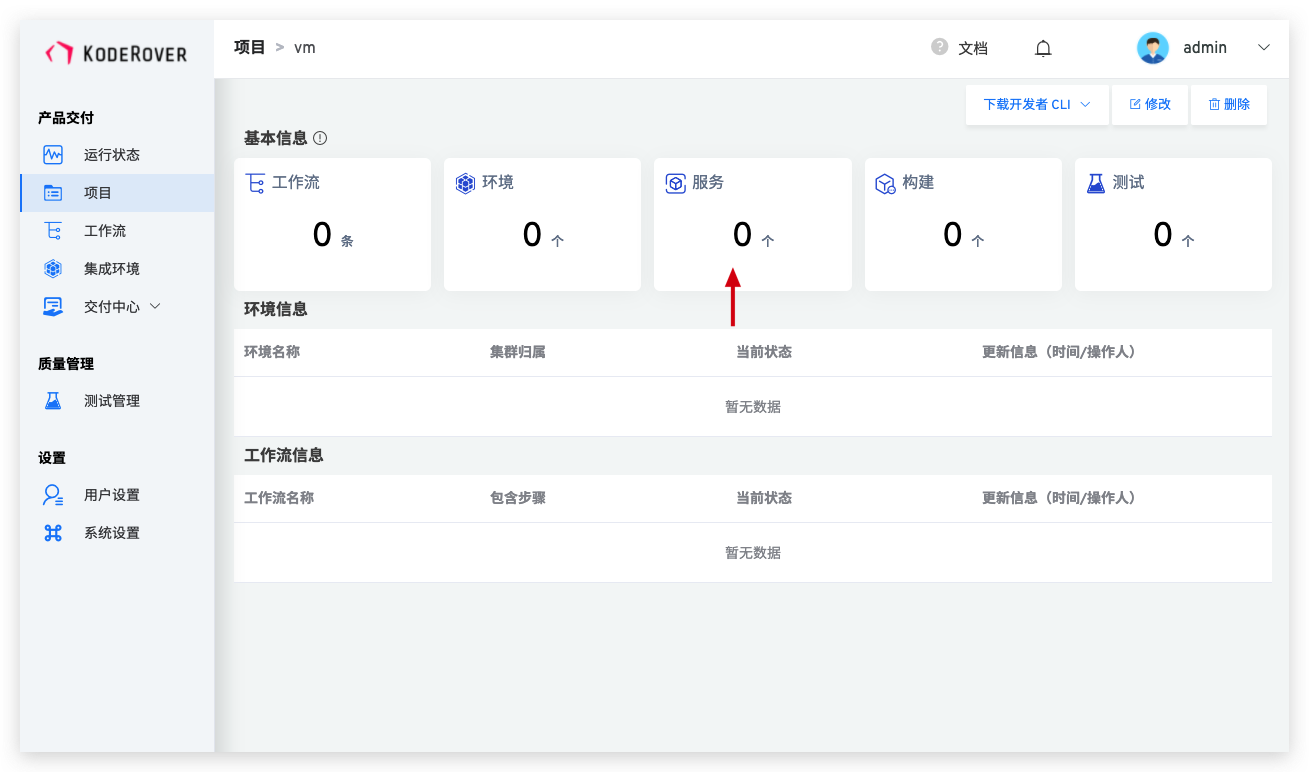 KODEROVER
项目 > vm
? 文档
admin
产品交付
运行状态
项目
工作流
集成环境
交付中心
质量管理
测试管理
设置
用户设置
系统设置
下载开发者 CLI
修改
删除
基本信息
工作流
0 条
环境
0 个
服务
0 个
构建
0 个
测试
0 个
环境信息
环境名称 集群归属 当前状态 更新信息（时间/操作人）
暂无数据
工作流信息
工作流名称 包含步骤 当前状态 更新信息（时间/操作人）
暂无数据